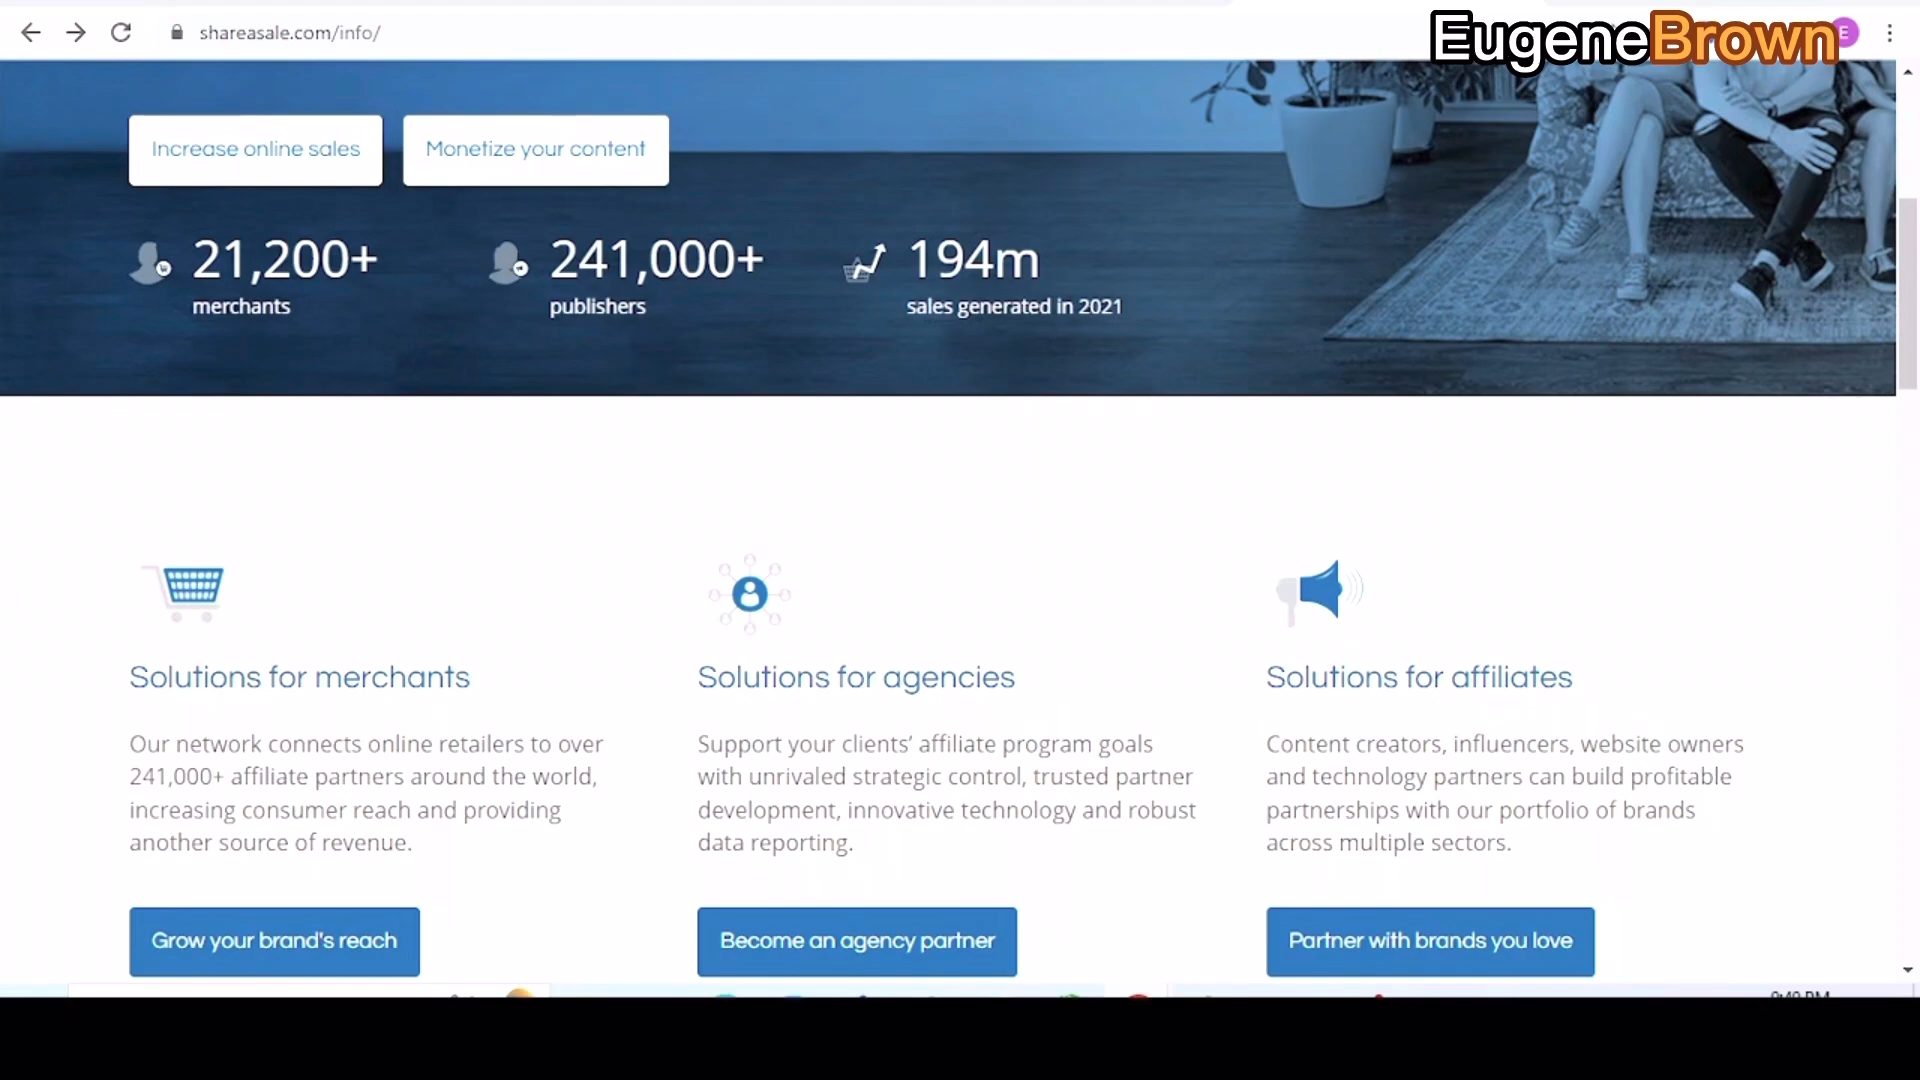 shareasale.com/info/
EugeneBrown
E
Increase online sales
Monetize your content
21,200+
merchants
241,000+
publishers
194m
sales generated in 2021
Solutions for merchants
Our network connects online retailers to over
241,000+ affiliate partners around the world,
increasing consumer reach and providing
another source of revenue.
Grow your brand's reach
Solutions for agencies
Support your clients’ affiliate program goals
with unrivaled strategic control, trusted partner
development, innovative technology and robust
data reporting.
Become an agency partner
Solutions for affiliates
Content creators, influencers, website owners
and technology partners can build profitable
partnerships with our portfolio of brands
across multiple sectors.
Partner with brands you love